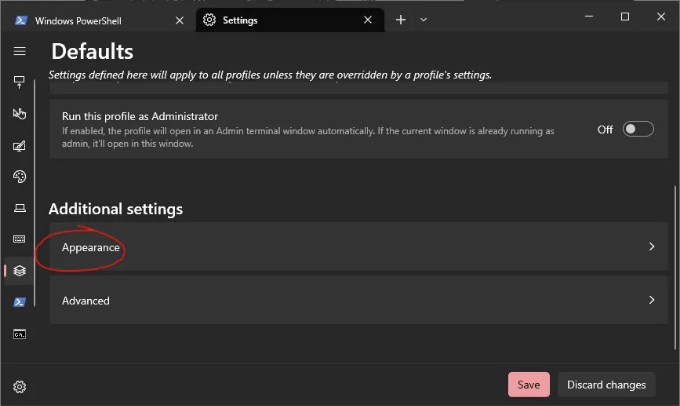 Windows PowerShell
Settings
Defaults
Settings defined here will apply to all profiles unless they are overridden by a profile's settings.
Run this profile as Administrator
If enabled, the profile will open in an Admin terminal window automatically. If the current window is already running as
admin, it'll open in this window.
Off
Additional settings
Appearance
Advanced
Save
Discard changes